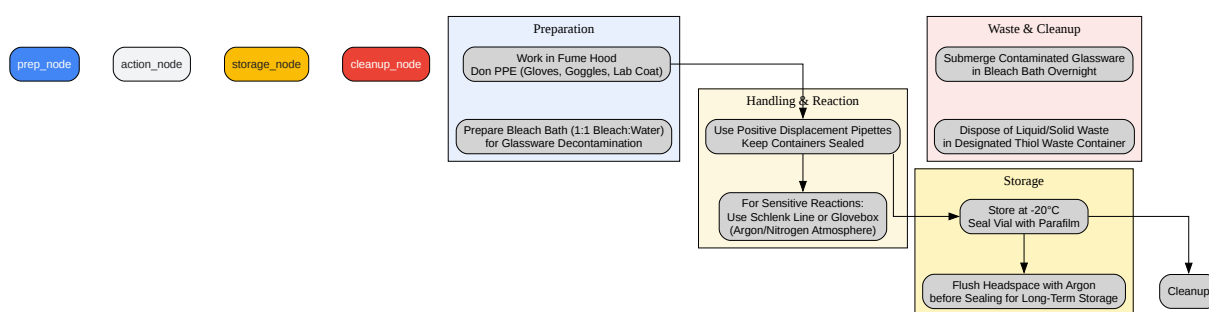 prep_node
action_node
storage_node
cleanup_node
Preparation
Work in Fume Hood
Don PPE (Gloves, Goggles, Lab Coat)
Prepare Bleach Bath (1:1 Bleach:Water)
for Glassware Decontamination
Handling & Reaction
Use Positive Displacement Pipettes
Keep Containers Sealed
For Sensitive Reactions:
Use Schlenk Line or Glovebox
(Argon/Nitrogen Atmosphere)
Waste & Cleanup
Submerge Contaminated Glassware
in Bleach Bath Overnight
Dispose of Liquid/Solid Waste
in Designated Thiol Waste Container
Storage
Store at -20°C
Seal Vial with Parafilm
Flush Headspace with Argon
before Sealing for Long-Term Storage
Cleanup